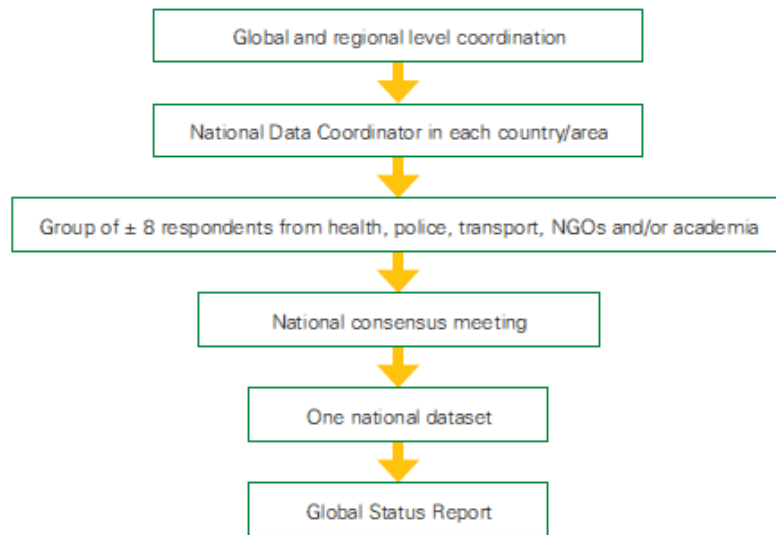 Global and regional level coordination
National Data Coordinator in each country/area
Group of ± 8 respondents from health, police, transport, NGOs and/or academia
National consensus meeting
One national dataset
Global Status Report